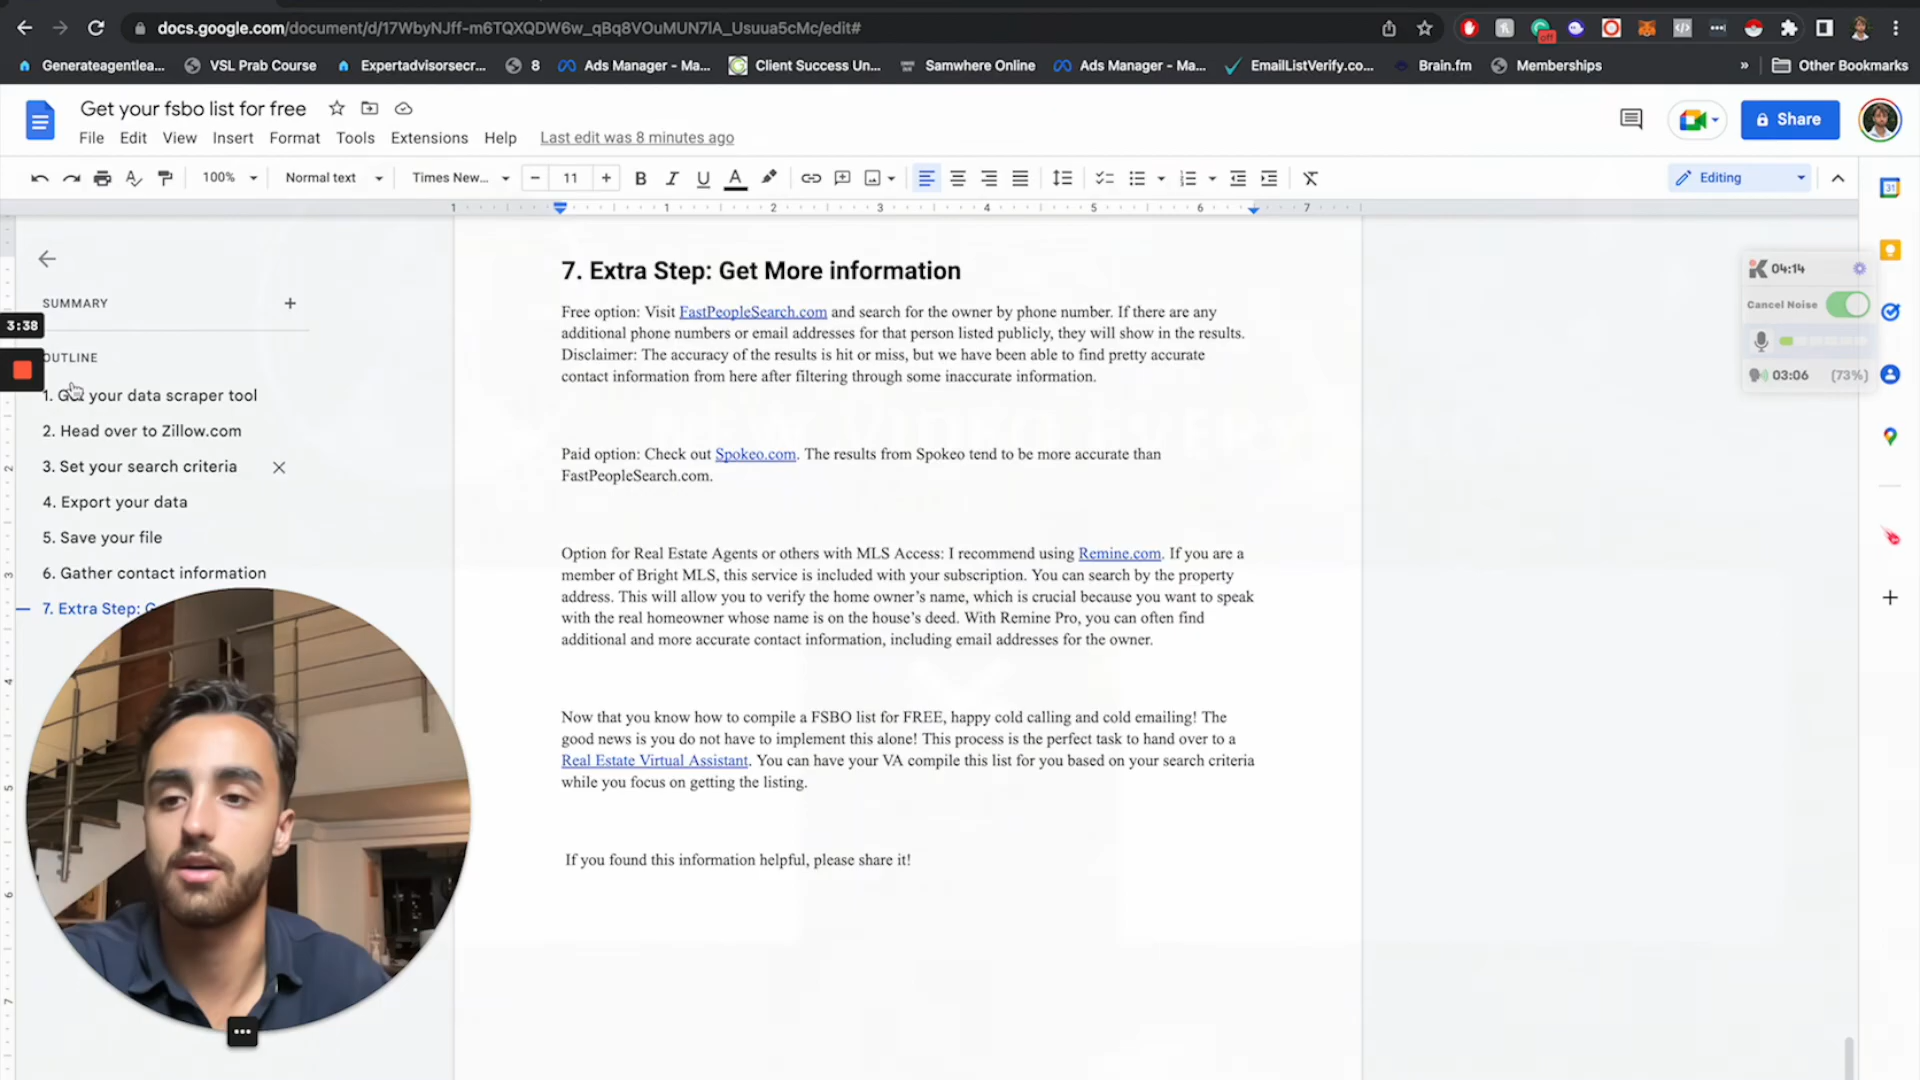 docs.google.com/document/d/17WbyNJff-m6TQXQDW6w_qBq8VOuMUN7lA_Usuua5cMc/edit#
off
Generateagentlea...
VSL Prab Course
Expertadvisorsecr...
8
Ads Manager - Ma...
Client Success Un...
Samwhere Online
Ads Manager - Ma...
EmailListVerify.co...
Brain.fm
Memberships
»
Other Bookmarks
Get your fsbo list for free
File Edit View Insert Format Tools Extensions Help Last edit was 8 minutes ago
Share
100% Normal text Times New... − 11 + B I U A
Editing
1 1 2 3 4 5 6 7
31
SUMMARY +
3:38
OUTLINE
1. Get your data scraper tool
2. Head over to Zillow.com
3. Set your search criteria
4. Export your data
5. Save your file
6. Gather contact information
7. Extra Step: G
2
3
4
5
6
7
7. Extra Step: Get More information
Free option: Visit FastPeopleSearch.com and search for the owner by phone number. If there are any
additional phone numbers or email addresses for that person listed publicly, they will show in the results.
Disclaimer: The accuracy of the results is hit or miss, but we have been able to find pretty accurate
contact information from here after filtering through some inaccurate information.
Paid option: Check out Spokeo.com. The results from Spokeo tend to be more accurate than
FastPeopleSearch.com.
Option for Real Estate Agents or others with MLS Access: I recommend using Remine.com. If you are a
member of Bright MLS, this service is included with your subscription. You can search by the property
address. This will allow you to verify the home owner's name, which is crucial because you want to speak
with the real homeowner whose name is on the house's deed. With Remine Pro, you can often find
additional and more accurate contact information, including email addresses for the owner.
Now that you know how to compile a FSBO list for FREE, happy cold calling and cold emailing! The
good news is you do not have to implement this alone! This process is the perfect task to hand over to a
Real Estate Virtual Assistant. You can have your VA compile this list for you based on your search criteria
while you focus on getting the listing.
If you found this information helpful, please share it!
04:14
Cancel Noise
03:06 (73%)